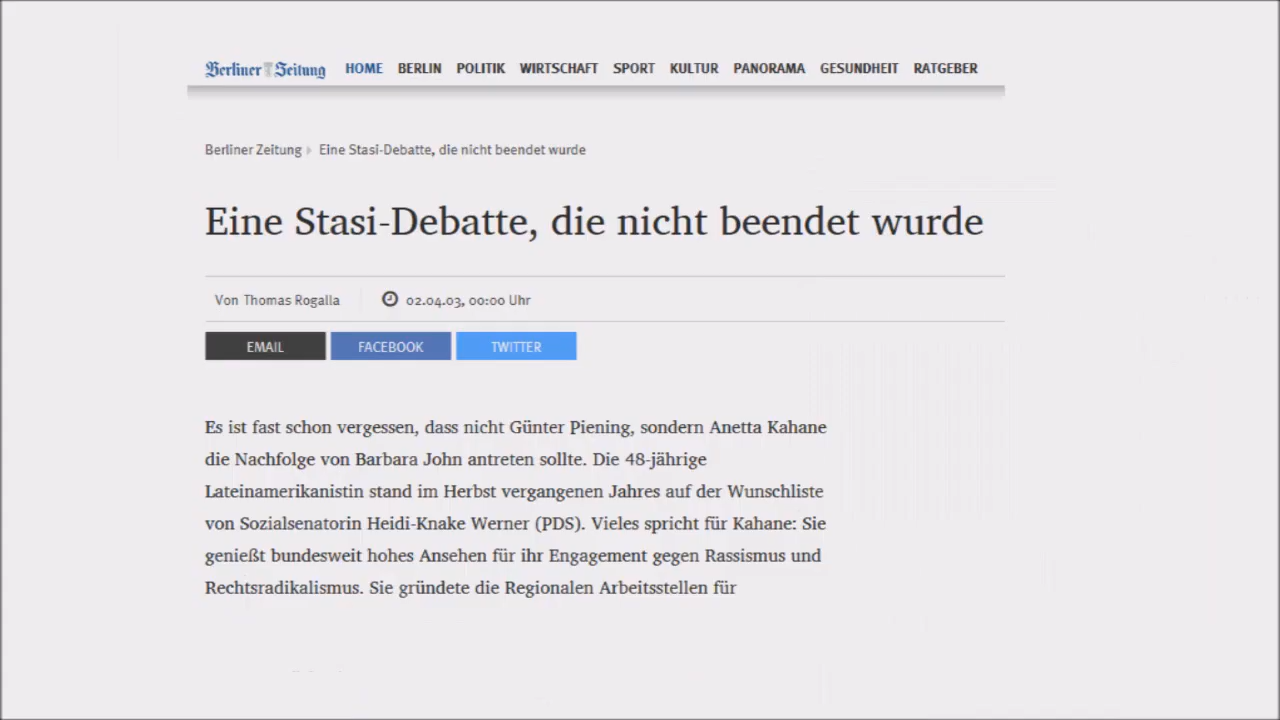 Berliner Zeitung HOME BERLIN POLITIK WIRTSCHAFT SPORT KULTUR PANORAMA GESUNDHEIT RATGEBER
Berliner Zeitung Eine Stasi-Debatte, die nicht beendet wurde
Eine Stasi-Debatte, die nicht beendet wurde
Von Thomas Rogalla 02.04.03, 00:00 Uhr
EMAIL FACEBOOK TWITTER
Es ist fast schon vergessen, dass nicht Günter Piening, sondern Anetta Kahane
die Nachfolge von Barbara John antreten sollte. Die 48-jährige
Lateinamerikanistin stand im Herbst vergangenen Jahres auf der Wunschliste
von Sozialsenatorin Heidi-Knake Werner (PDS). Vieles spricht für Kahane: Sie
genießt bundesweit hohes Ansehen für ihr Engagement gegen Rassismus und
Rechtsradikalismus. Sie gründete die Regionalen Arbeitsstellen für